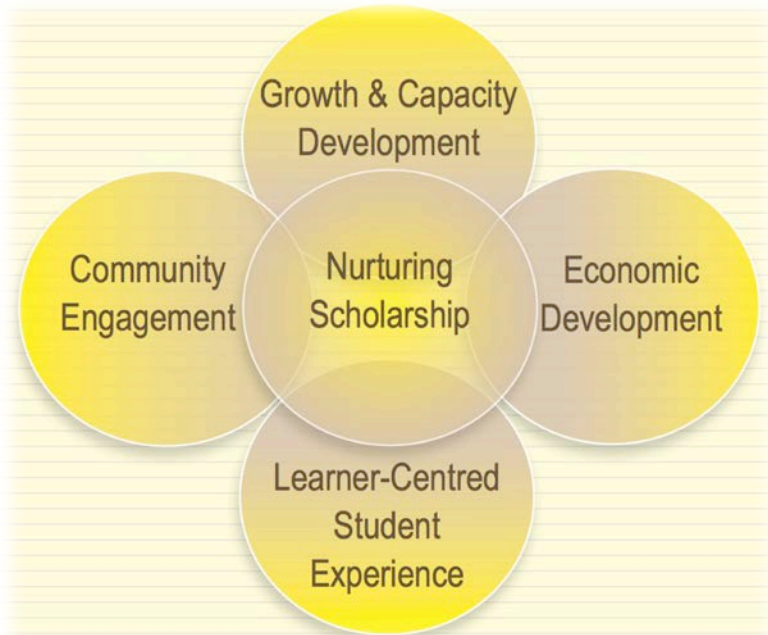 Growth & Capacity
Development
Community
Engagement
Nurturing
Scholarship
Economic
Development
Learner-Centred
Student
Experience